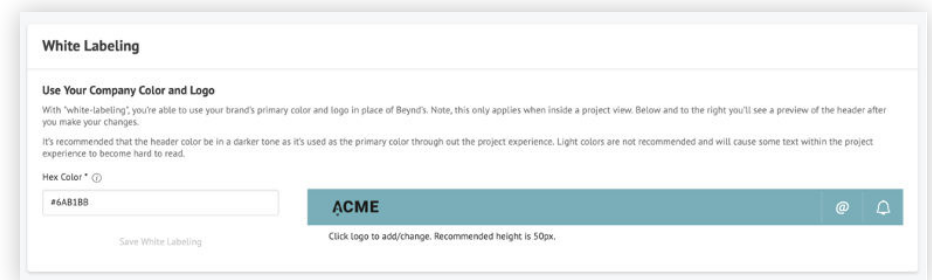 White Labeling
Use Your Company Color and Logo
With "white-labeling", you're able to use your brand's primary color and logo in place of Beynd's. Note, this only applies when inside a project view. Below and to the right you'll see a preview of the header after
you make your changes.
It's recommended that the header color be in a darker tone as it's used as the primary color through out the project experience. Light colors are not recommended and will cause some text within the project
experience to become hard to read.
Hex Color *
#6AB1BB
ACME @
Save White Labeling
Click logo to add/change. Recommended height is 50px.